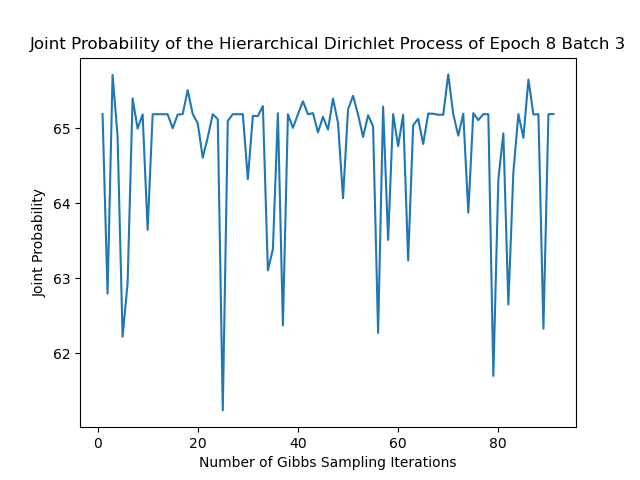 Joint Probability of the Hierarchical Dirichlet Process of Epoch 8 Batch 3
65
64
63
62
Joint Probability
0 20 40 60 80
Number of Gibbs Sampling Iterations